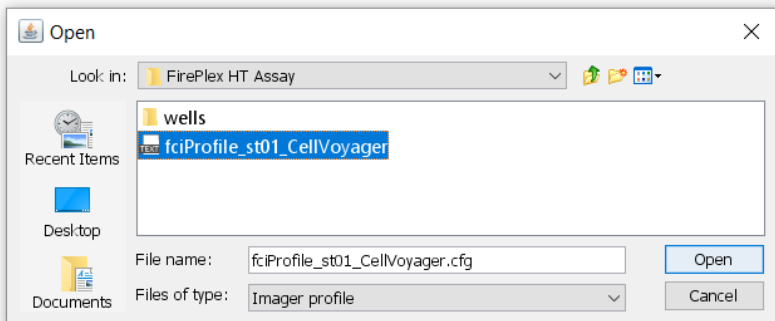 Open
Look in: FirePlex HT Assay
wells
TEXT fciProfile_st01_CellVoyager
Recent Items
Desktop
Documents
File name: fciProfile_st01_CellVoyager.cfg Open
Files of type: Imager profile Cancel